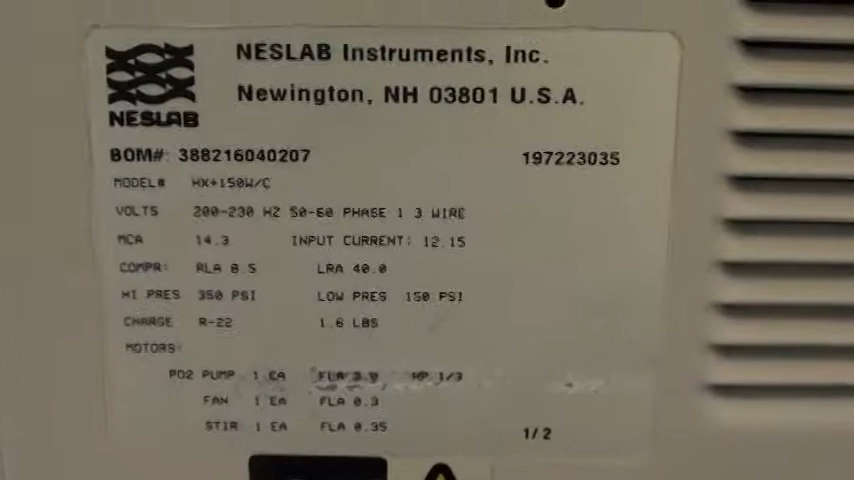 NESLAB Instruments, Inc.
Newington, NH 03801 U.S.A.
NESLAB
BOM#: 388216040207 197223035
MODEL# HX+150W/C
VOLTS 200-230 HZ 50-60 PHASE 1 3 WIRE
MCA 14.3 INPUT CURRENT: 12.15
COMPR: RLA 8.5 LRA 40.0
HI PRES 350 PSI LOW PRES 150 PSI
CHARGE R-22 1.6 LBS
MOTORS:
PD2 PUMP 1 EA FLA 3.0 HP 1/3
FAN 1 EA FLA 0.3
STIR 1 EA FLA 0.35
1/2